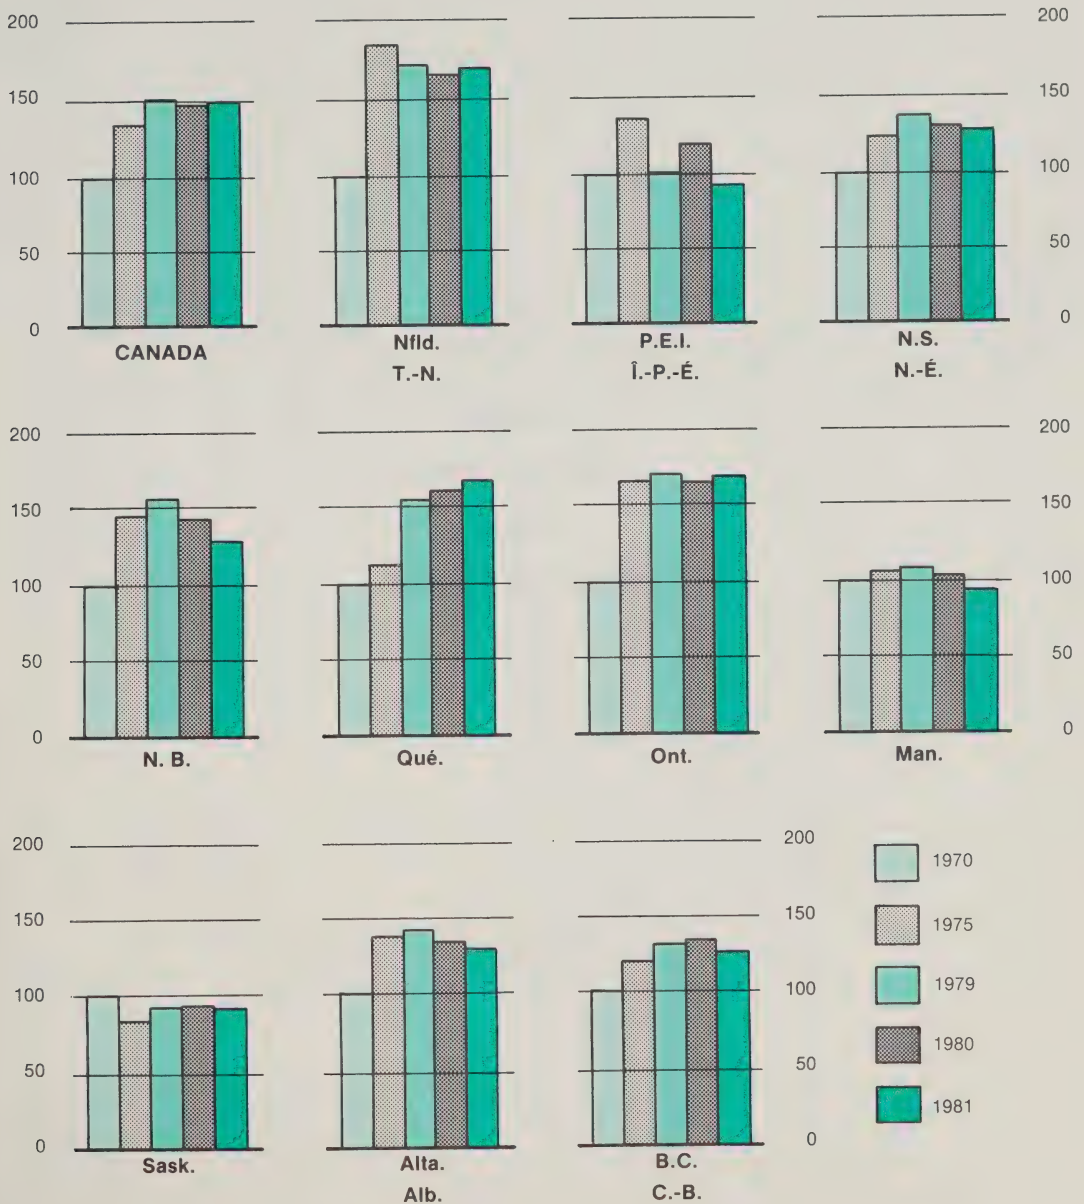 200
150
100
50
0
CANADA
Nfld.
T.-N.
P.E.I.
Î.-P.-É.
N.S.
N.-É.
200
150
100
50
0
200
150
100
50
0
N. B.
Qué.
Ont.
Man.
200
150
100
50
0
200
150
100
50
0
Sask.
Alta.
Alb.
B.C.
C.-B.
200
150
100
50
0
1970
1975
1979
1980
1981